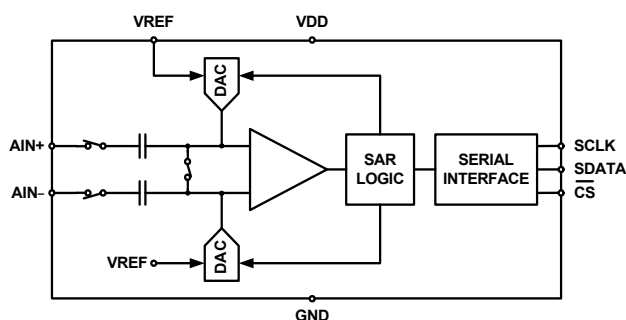 VREF
VDD
DAC
AIN+
AIN–
SAR
LOGIC
SERIAL
INTERFACE
SCLK
SDATA
CS
VREF
DAC
GND